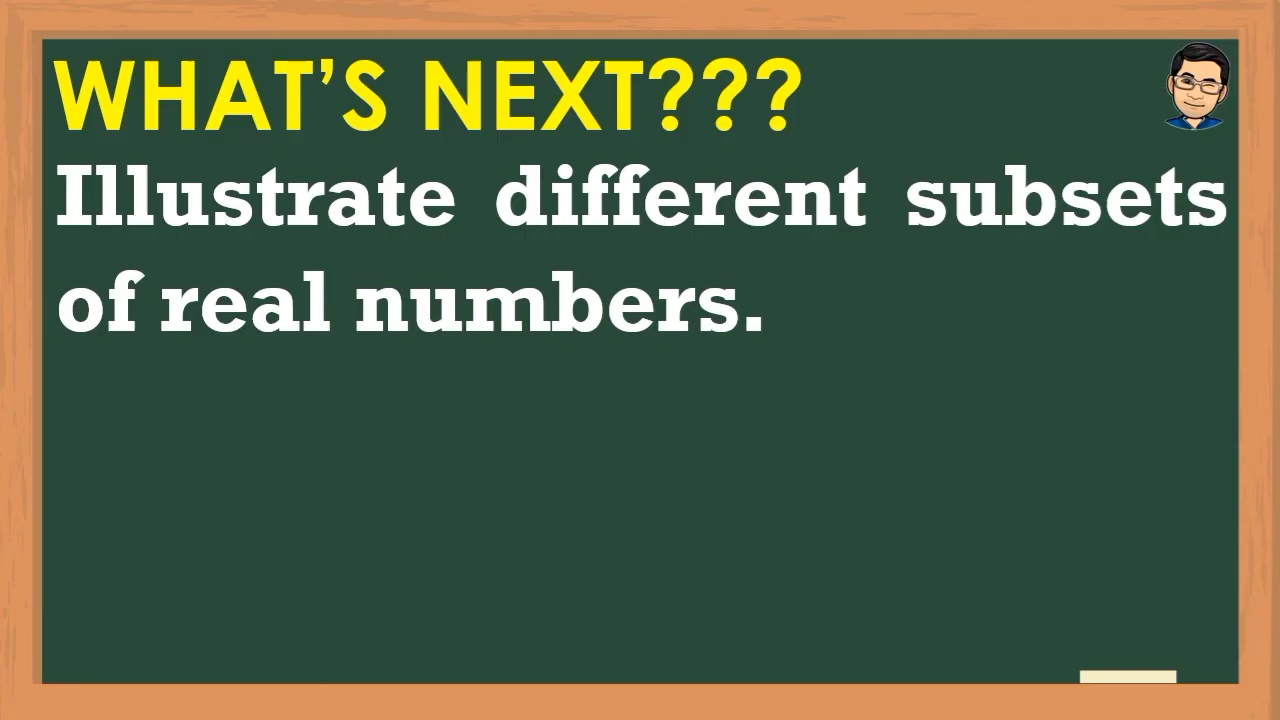 WHAT’S NEXT???
Illustrate different subsets
of real numbers.